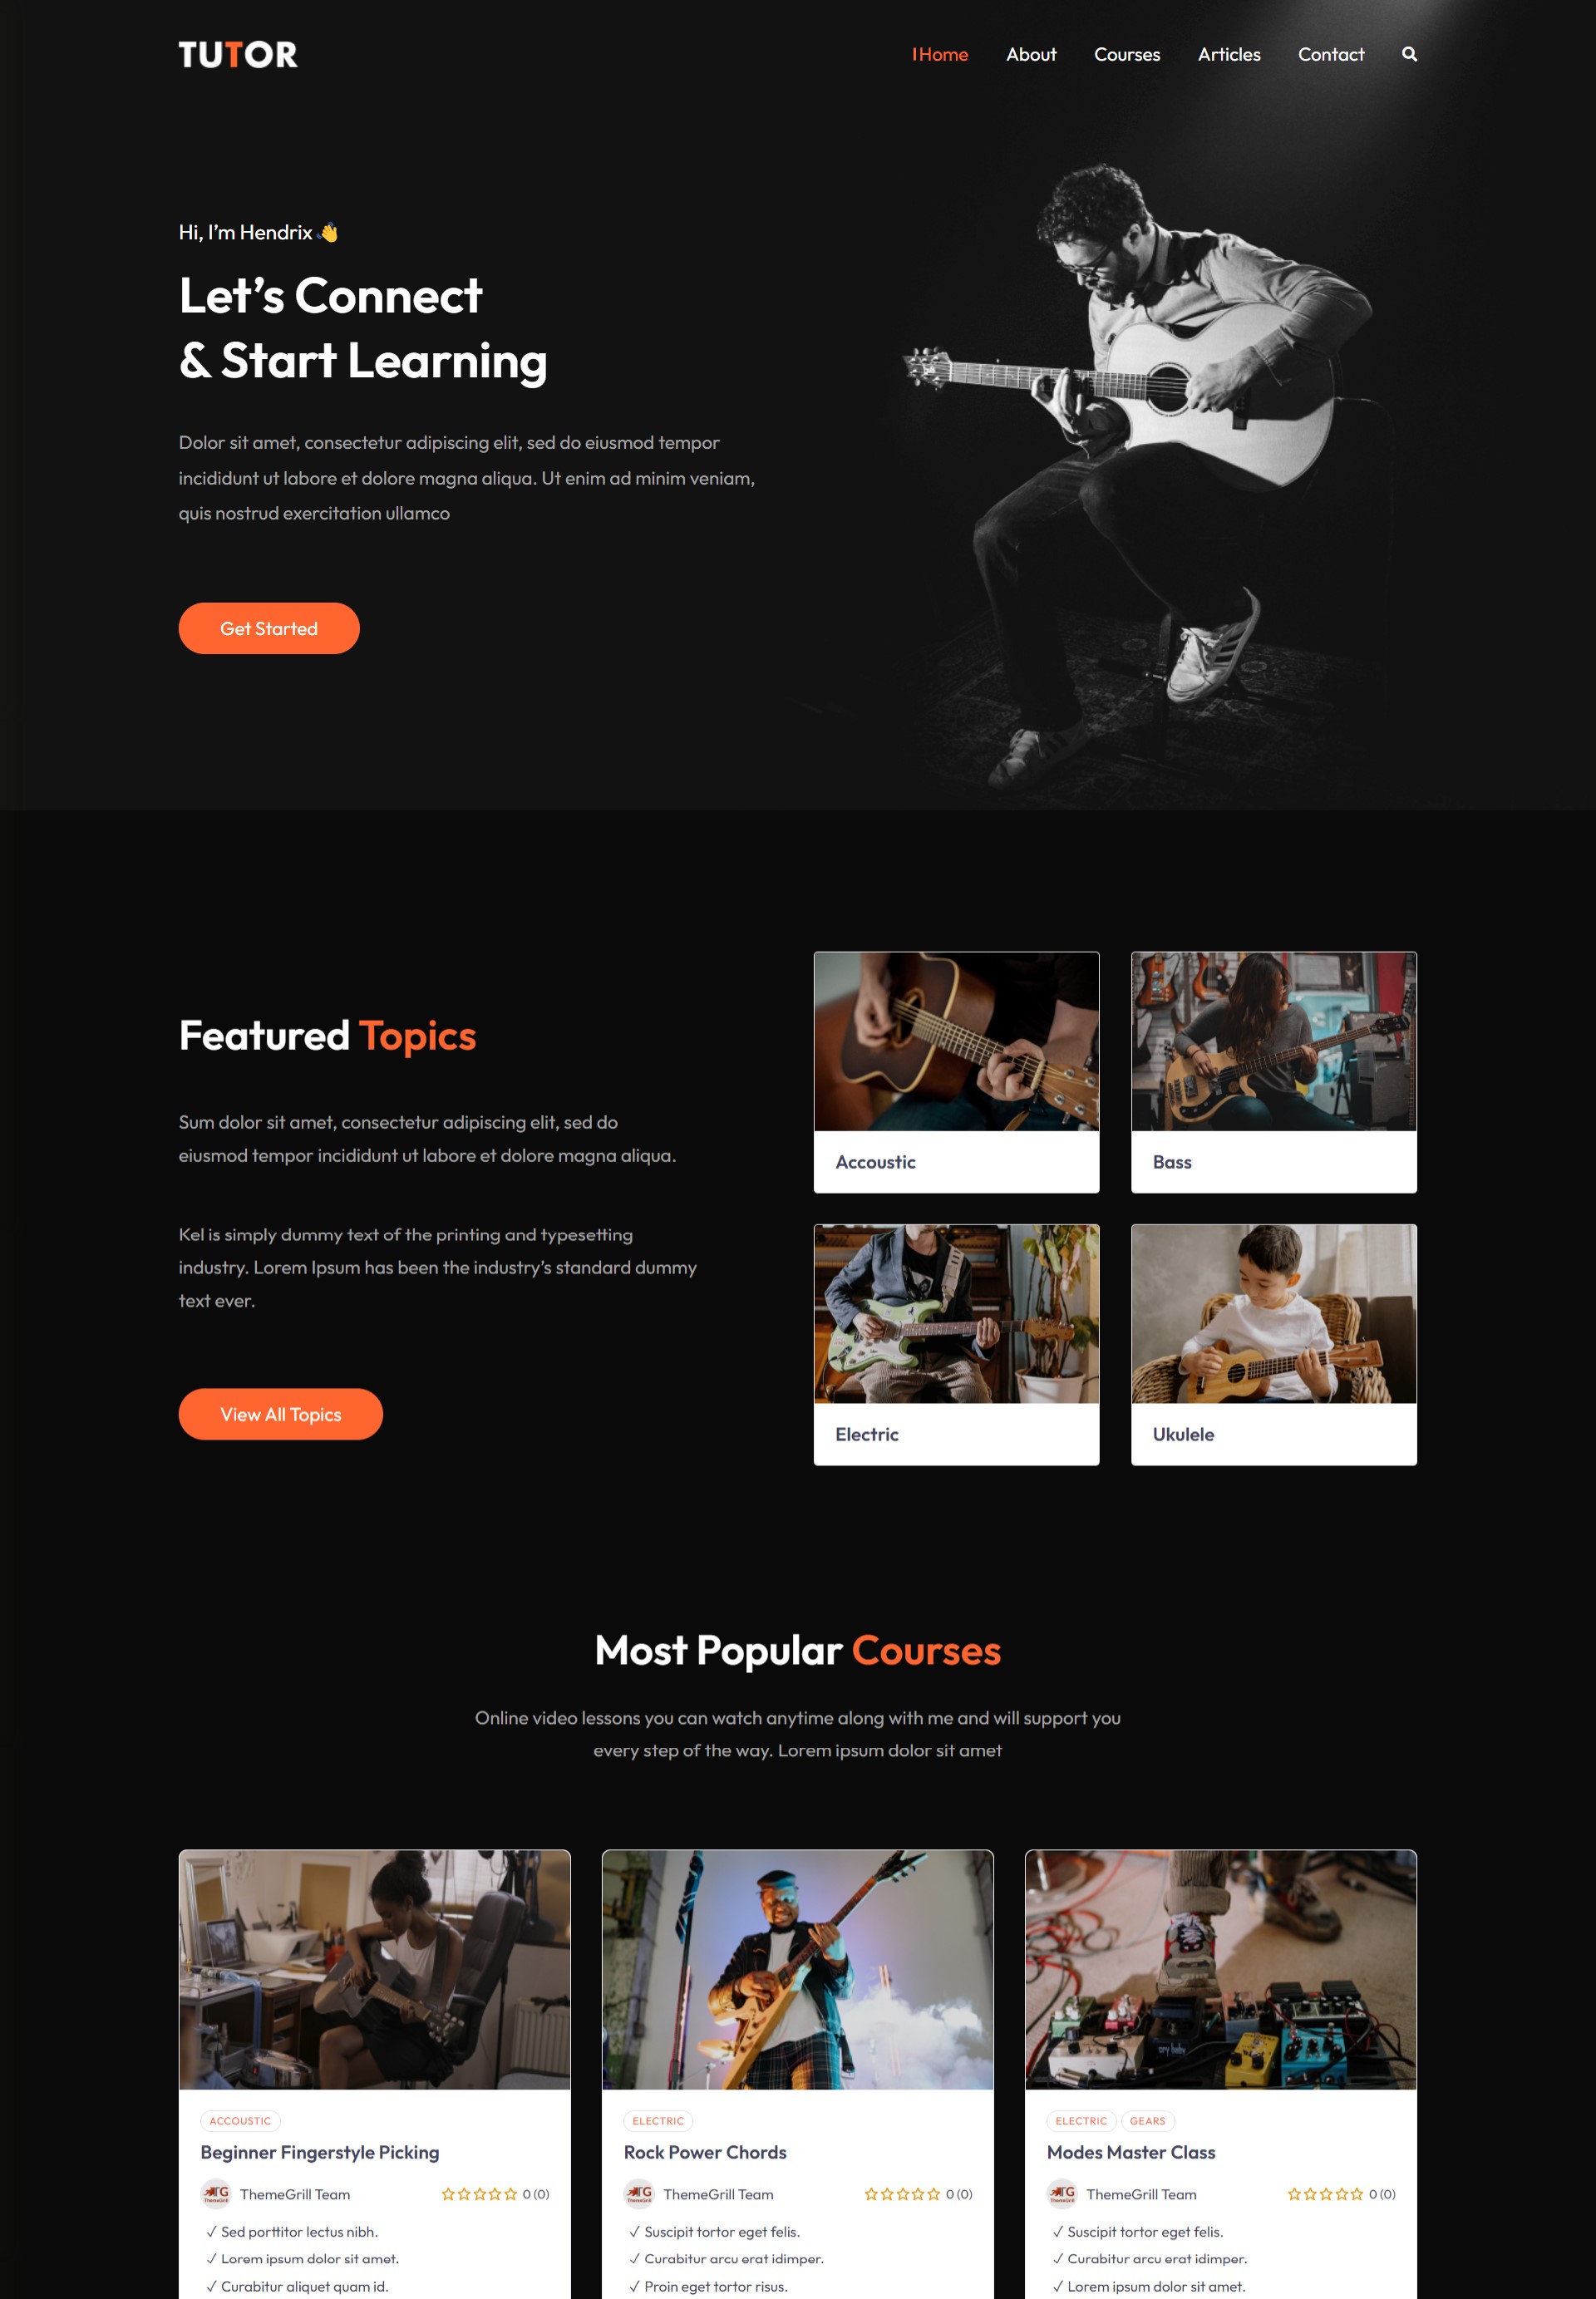 TUTOR
Home About Courses Articles Contact
Hi, I’m Hendrix 👋
Let’s Connect
& Start Learning
Dolor sit amet, consectetur adipiscing elit, sed do eiusmod tempor
incididunt ut labore et dolore magna aliqua. Ut enim ad minim veniam,
quis nostrud exercitation ullamco
Get Started
Featured Topics
Sum dolor sit amet, consectetur adipiscing elit, sed do
eiusmod tempor incididunt ut labore et dolore magna aliqua.
Kel is simply dummy text of the printing and typesetting
industry. Lorem Ipsum has been the industry’s standard dummy
text ever.
View All Topics
Accoustic
Bass
Electric
Ukulele
Most Popular Courses
Online video lessons you can watch anytime along with me and will support you
every step of the way. Lorem ipsum dolor sit amet
ACCOUSTIC
Beginner Fingerstyle Picking
TG
ThemeGrill
ThemeGrill Team
0 (0)
✓ Sed porttitor lectus nibh.
✓ Lorem ipsum dolor sit amet.
✓ Curabitur aliquet quam id.
ELECTRIC
Rock Power Chords
TG
ThemeGrill
ThemeGrill Team
0 (0)
✓ Suscipit tortor eget felis.
✓ Curabitur arcu erat idimper.
✓ Proin eget tortor risus.
cry baby
ELECTRIC GEARS
Modes Master Class
TG
ThemeGrill
ThemeGrill Team
0 (0)
✓ Suscipit tortor eget felis.
✓ Curabitur arcu erat idimper.
✓ Lorem ipsum dolor sit amet.